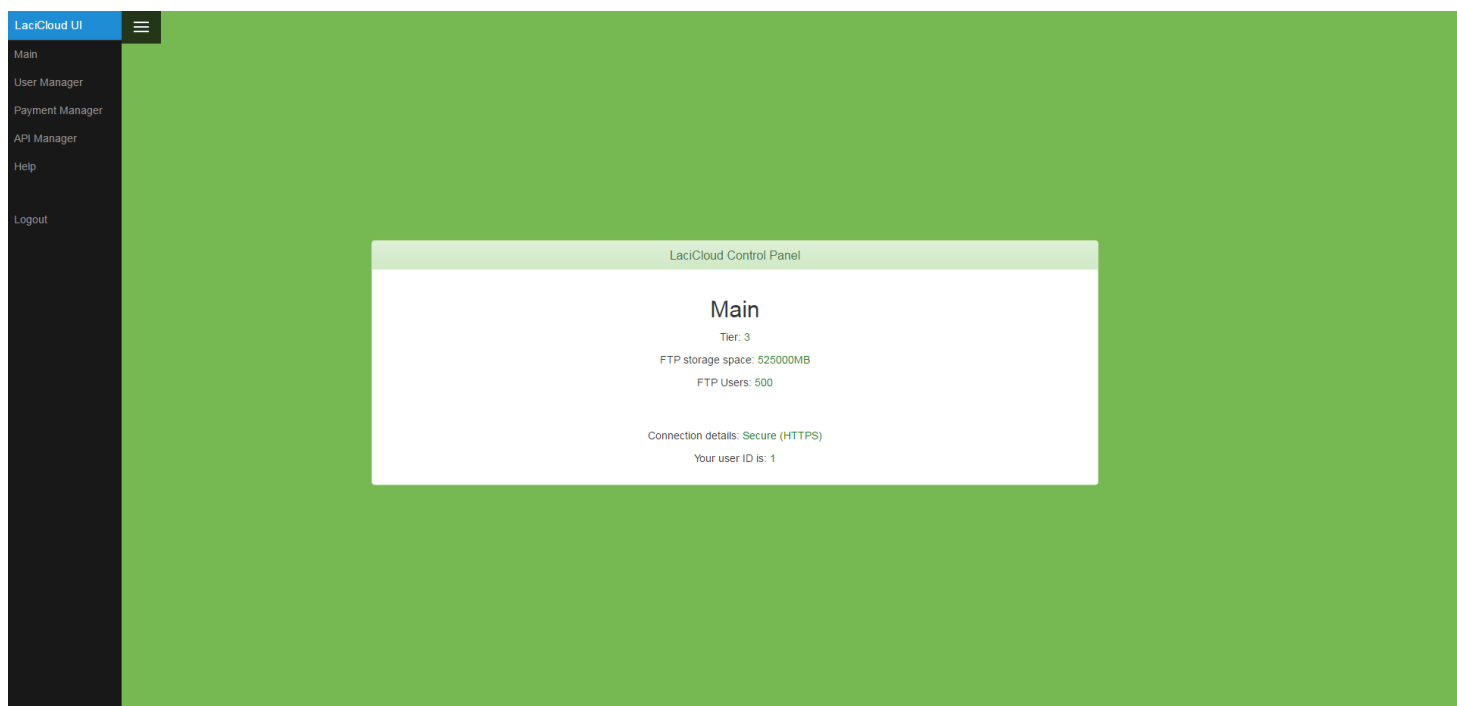 LaciCloud UI
Main
User Manager
Payment Manager
API Manager
Help
Logout
LaciCloud Control Panel
Main
Tier: 3
FTP storage space: 525000MB
FTP Users: 500
Connection details: Secure (HTTPS)
Your user ID is: 1